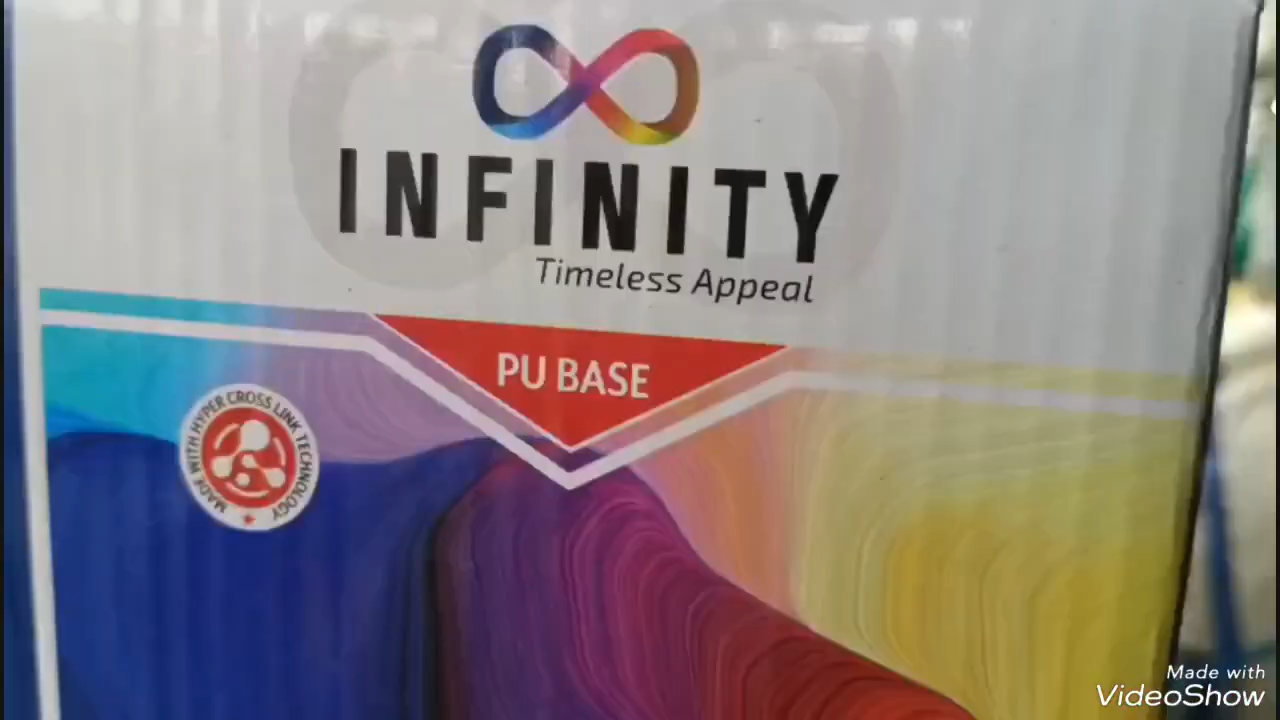 INFINITY
Timeless Appeal
PU BASE
MADE WITH HYPER CROSS LINK TECHNOLOGY
Made with
VideoShow